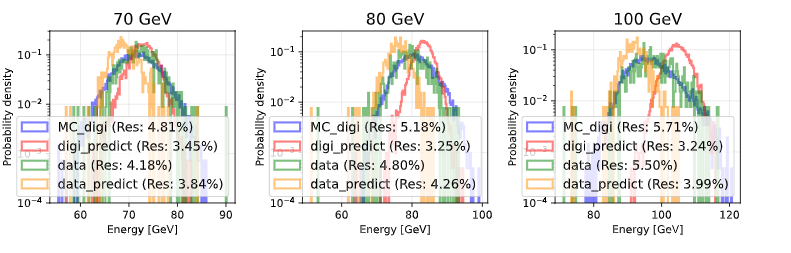 70 GeV
Probability density
10⁻¹
10⁻²
10⁻³
10⁻⁴
MC_digi (Res: 4.81%)
digi_predict (Res: 3.45%)
data (Res: 4.18%)
data_predict (Res: 3.84%)
60 70 80 90
Energy [GeV]
80 GeV
Probability density
10⁻¹
10⁻²
10⁻³
10⁻⁴
MC_digi (Res: 5.18%)
digi_predict (Res: 3.25%)
data (Res: 4.80%)
data_predict (Res: 4.26%)
60 80 100
Energy [GeV]
100 GeV
Probability density
10⁻¹
10⁻²
10⁻³
10⁻⁴
MC_digi (Res: 5.71%)
digi_predict (Res: 3.24%)
data (Res: 5.50%)
data_predict (Res: 3.99%)
80 100 120
Energy [GeV]